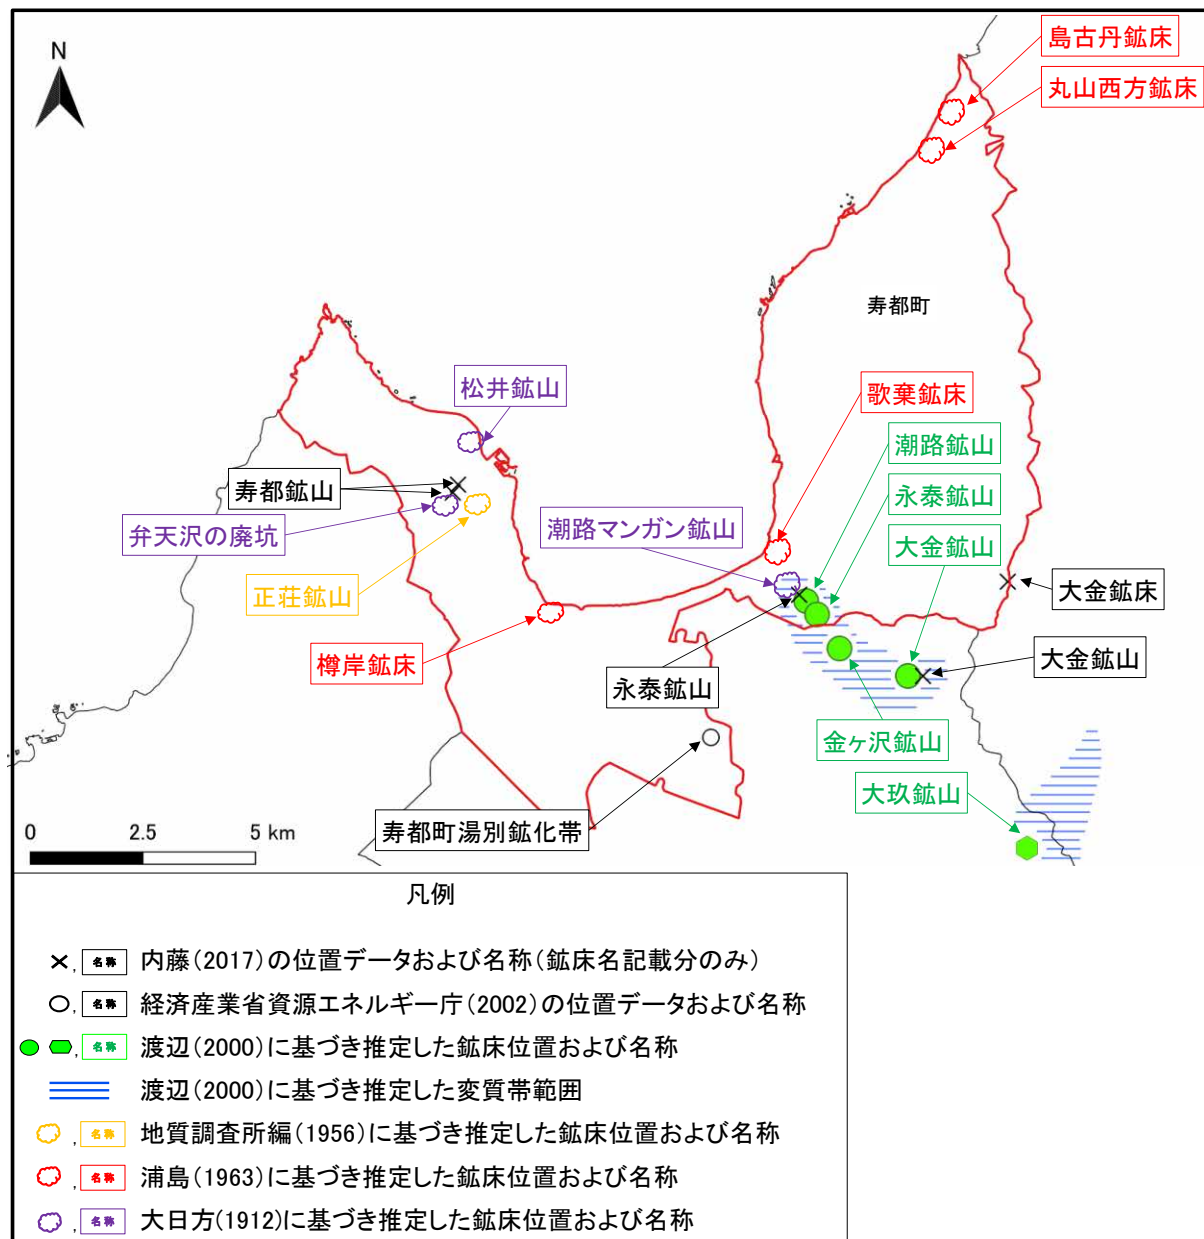 島古丹鉱床
N
丸山西方鉱床
寿都町
松井鉱山
歌棄鉱床
潮路鉱山
寿都鉱山
永泰鉱山
弁天沢の廃坑
潮路マンガン鉱山
大金鉱山
正荘鉱山
大金鉱床
樽岸鉱床
永泰鉱山
大金鉱山
金ヶ沢鉱山
大玖鉱山
寿都町湯別鉱化帯
0 2.5 5 km
凡例
名称 内藤(2017)の位置データおよび名称(鉱床名記載分のみ)
名称 経済産業省資源エネルギー庁(2002)の位置データおよび名称
名称 渡辺(2000)に基づき推定した鉱床位置および名称
渡辺(2000)に基づき推定した変質帯範囲
名称 地質調査所編(1956)に基づき推定した鉱床位置および名称
名称 浦島(1963)に基づき推定した鉱床位置および名称
名称 大日方(1912)に基づき推定した鉱床位置および名称